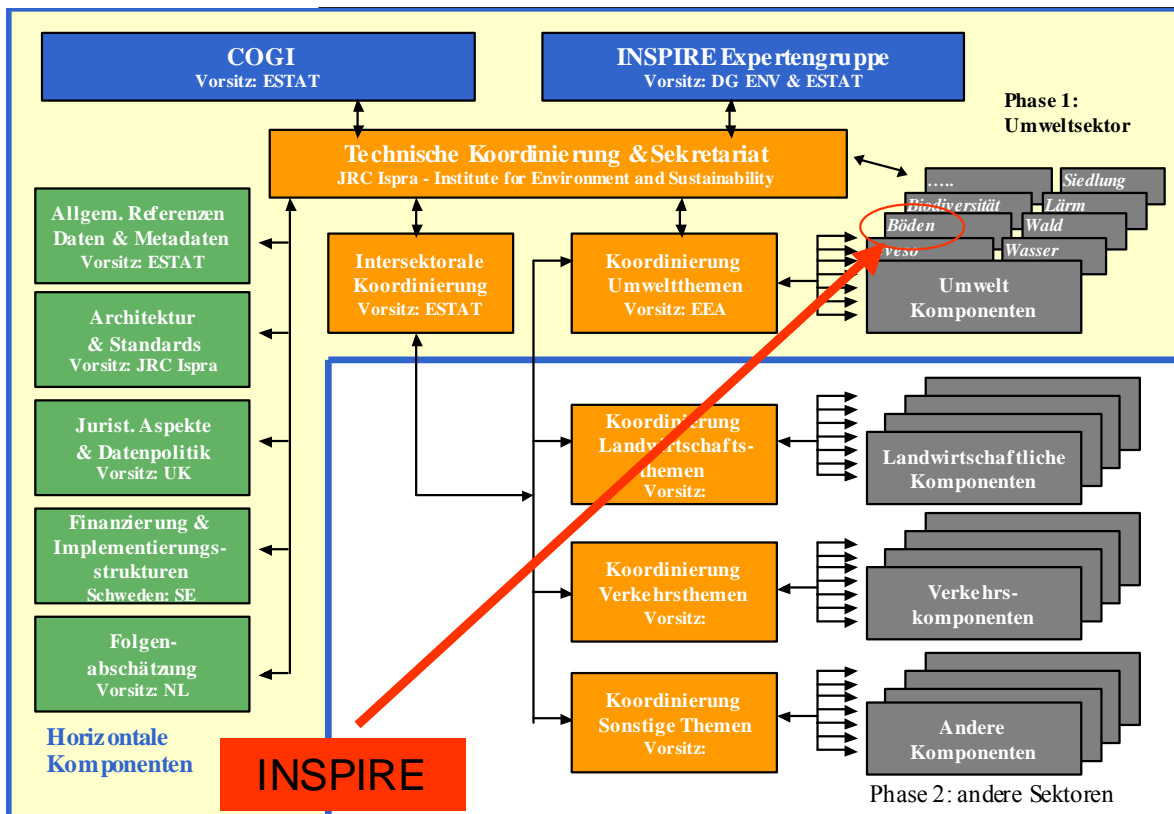 COGI
Vorsitz: ESTAT
INSPIRE Expertengruppe
Vorsitz: DG ENV & ESTAT
Phase 1:
Umweltsektor
Technische Koordinierung & Sekretariat
JRC Ispra - Institute for Environment and Sustainability
…..
Siedlung
Biodiversität
Lärm
Böden
Wald
Wasser
Umwelt
Komponenten
Allgem. Referenzen
Daten & Metadaten
Vorsitz: ESTAT
Intersektorale
Koordinierung
Vorsitz: ESTAT
Koordinierung
Umweltthemen
Vorsitz: EEA
Architektur
& Standards
Vorsitz: JRC Ispra
Jurist. Aspekte
& Datenpolitik
Vorsitz: UK
Koordinierung
Landwirtschafts-
themen
Vorsitz:
Landwirtschaftliche
Komponenten
Finanzierung &
Implementierungs-
strukturen
Schweden: SE
Koordinierung
Verkehrsthemen
Vorsitz:
Verkehrs-
komponenten
Folgen-
abschätzung
Vorsitz: NL
Koordinierung
Sonstige Themen
Vorsitz:
Andere
Komponenten
Horizontale
Komponenten
INSPIRE
Phase 2: andere Sektoren